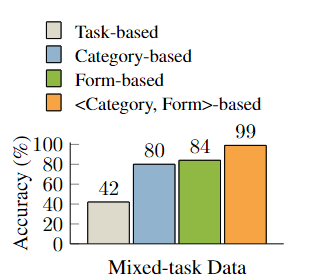 Task-based
Category-based
Form-based
<Category, Form>-based
Accuracy (%)
100
80
60
40
20
0
42
80
84
99
Mixed-task Data